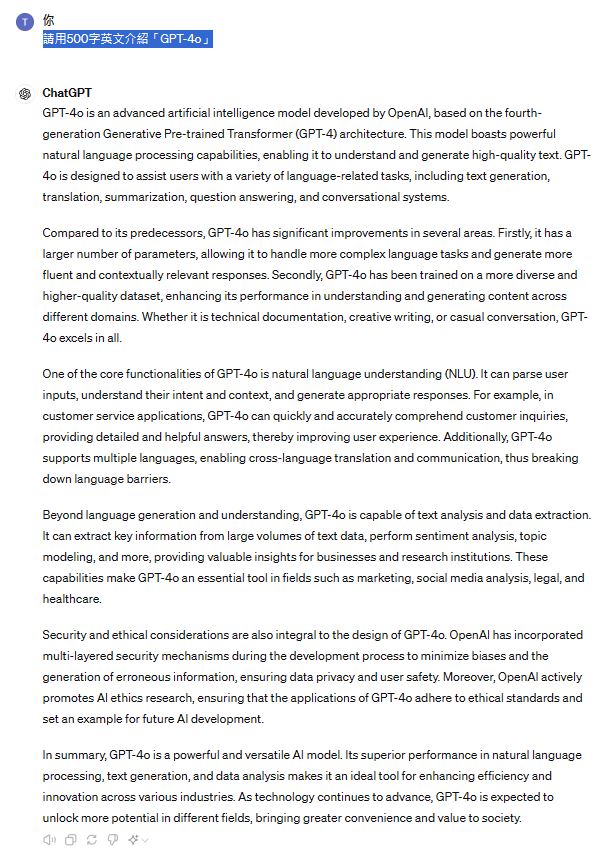 T 你
請用500字英文介紹「GPT-4o」
ChatGPT
GPT-4o is an advanced artificial intelligence model developed by OpenAI, based on the fourth-
generation Generative Pre-trained Transformer (GPT-4) architecture. This model boasts powerful
natural language processing capabilities, enabling it to understand and generate high-quality text. GPT-
4o is designed to assist users with a variety of language-related tasks, including text generation,
translation, summarization, question answering, and conversational systems.
Compared to its predecessors, GPT-4o has significant improvements in several areas. Firstly, it has a
larger number of parameters, allowing it to handle more complex language tasks and generate more
fluent and contextually relevant responses. Secondly, GPT-4o has been trained on a more diverse and
higher-quality dataset, enhancing its performance in understanding and generating content across
different domains. Whether it is technical documentation, creative writing, or casual conversation, GPT-
4o excels in all.
One of the core functionalities of GPT-4o is natural language understanding (NLU). It can parse user
inputs, understand their intent and context, and generate appropriate responses. For example, in
customer service applications, GPT-4o can quickly and accurately comprehend customer inquiries,
providing detailed and helpful answers, thereby improving user experience. Additionally, GPT-4o
supports multiple languages, enabling cross-language translation and communication, thus breaking
down language barriers.
Beyond language generation and understanding, GPT-4o is capable of text analysis and data extraction.
It can extract key information from large volumes of text data, perform sentiment analysis, topic
modeling, and more, providing valuable insights for businesses and research institutions. These
capabilities make GPT-4o an essential tool in fields such as marketing, social media analysis, legal, and
healthcare.
Security and ethical considerations are also integral to the design of GPT-4o. OpenAI has incorporated
multi-layered security mechanisms during the development process to minimize biases and the
generation of erroneous information, ensuring data privacy and user safety. Moreover, OpenAI actively
promotes AI ethics research, ensuring that the applications of GPT-4o adhere to ethical standards and
set an example for future AI development.
In summary, GPT-4o is a powerful and versatile AI model. Its superior performance in natural language
processing, text generation, and data analysis makes it an ideal tool for enhancing efficiency and
innovation across various industries. As technology continues to advance, GPT-4o is expected to
unlock more potential in different fields, bringing greater convenience and value to society.